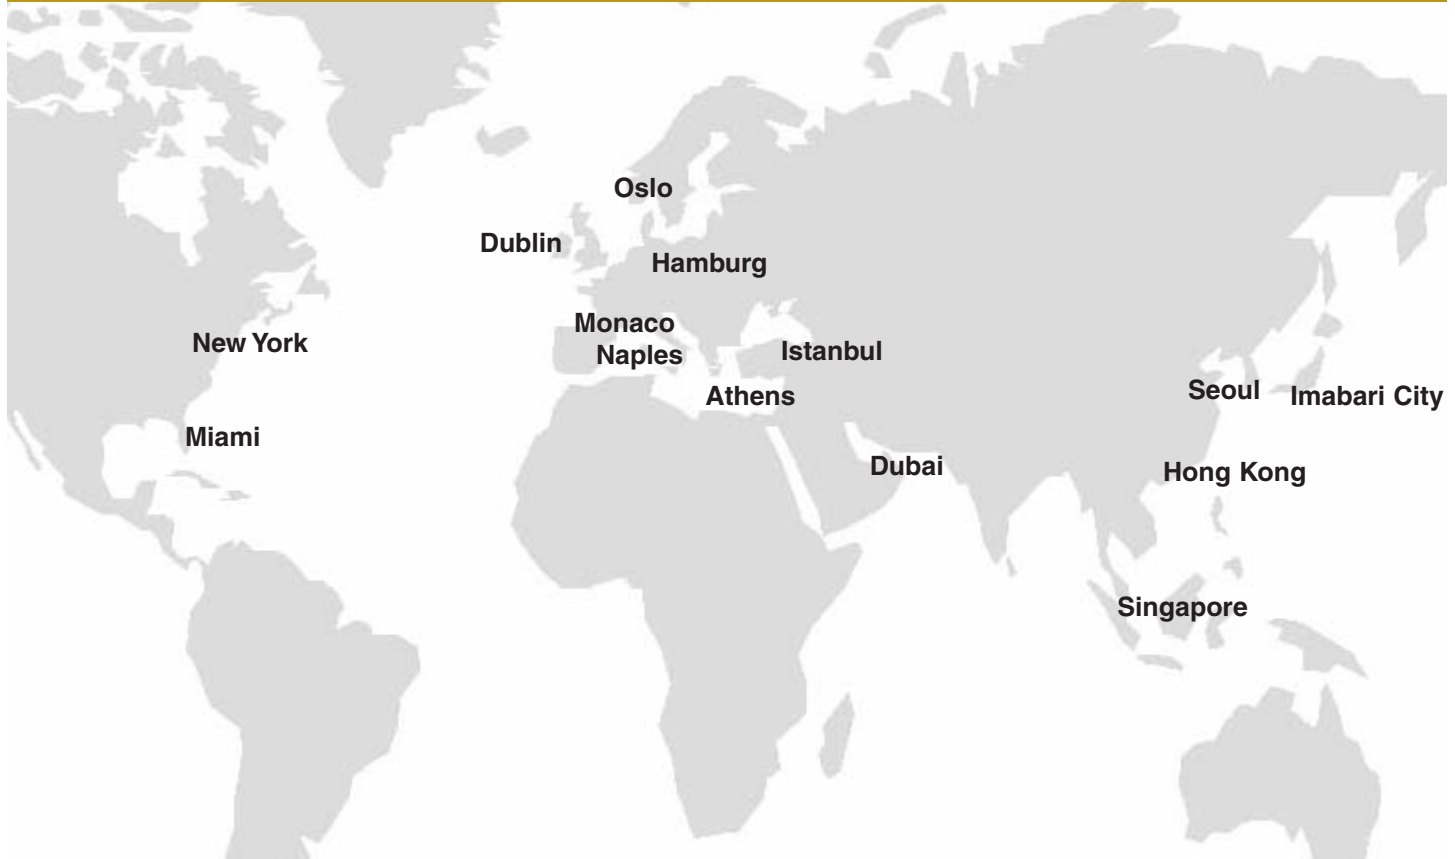 Oslo
Dublin
Hamburg
Monaco
New York
Istanbul
Naples
Seoul
Imabari City
Athens
Miami
Dubai
Hong Kong
Singapore